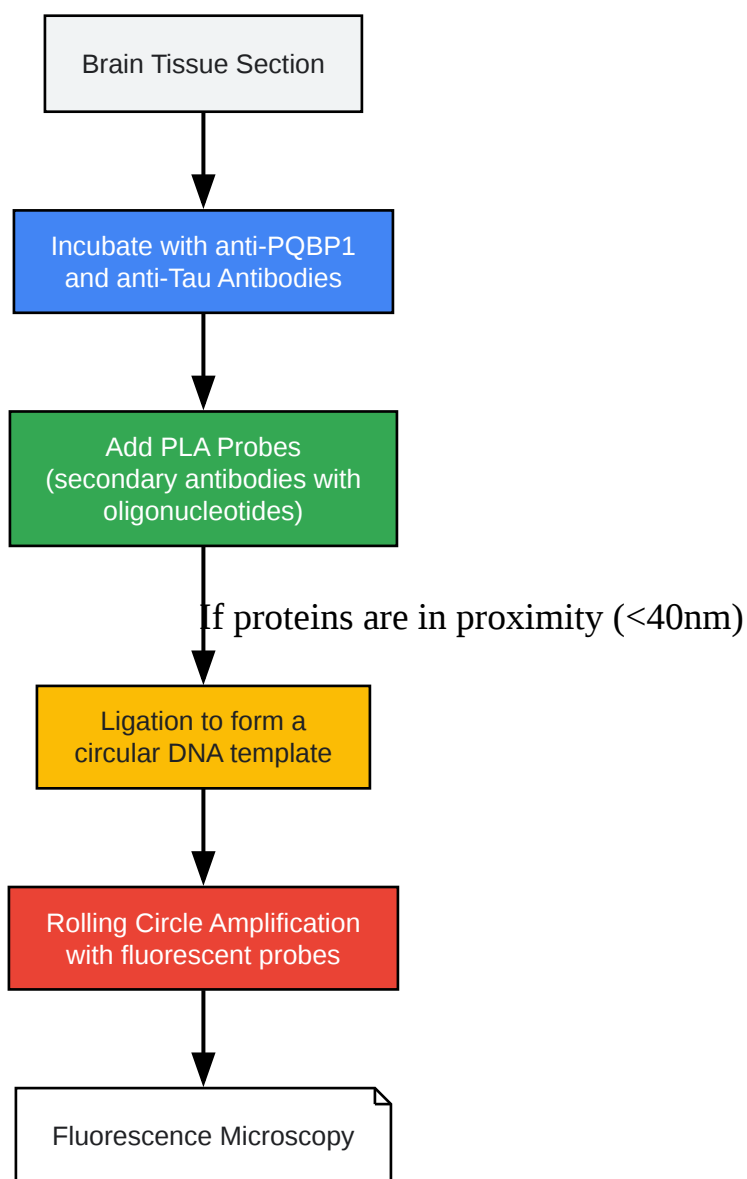 Brain Tissue Section
Incubate with anti-PQBP1
and anti-Tau Antibodies
Add PLA Probes
(secondary antibodies with
oligonucleotides)
If proteins are in proximity (<40nm)
Ligation to form a
circular DNA template
Rolling Circle Amplification
with fluorescent probes
Fluorescence Microscopy